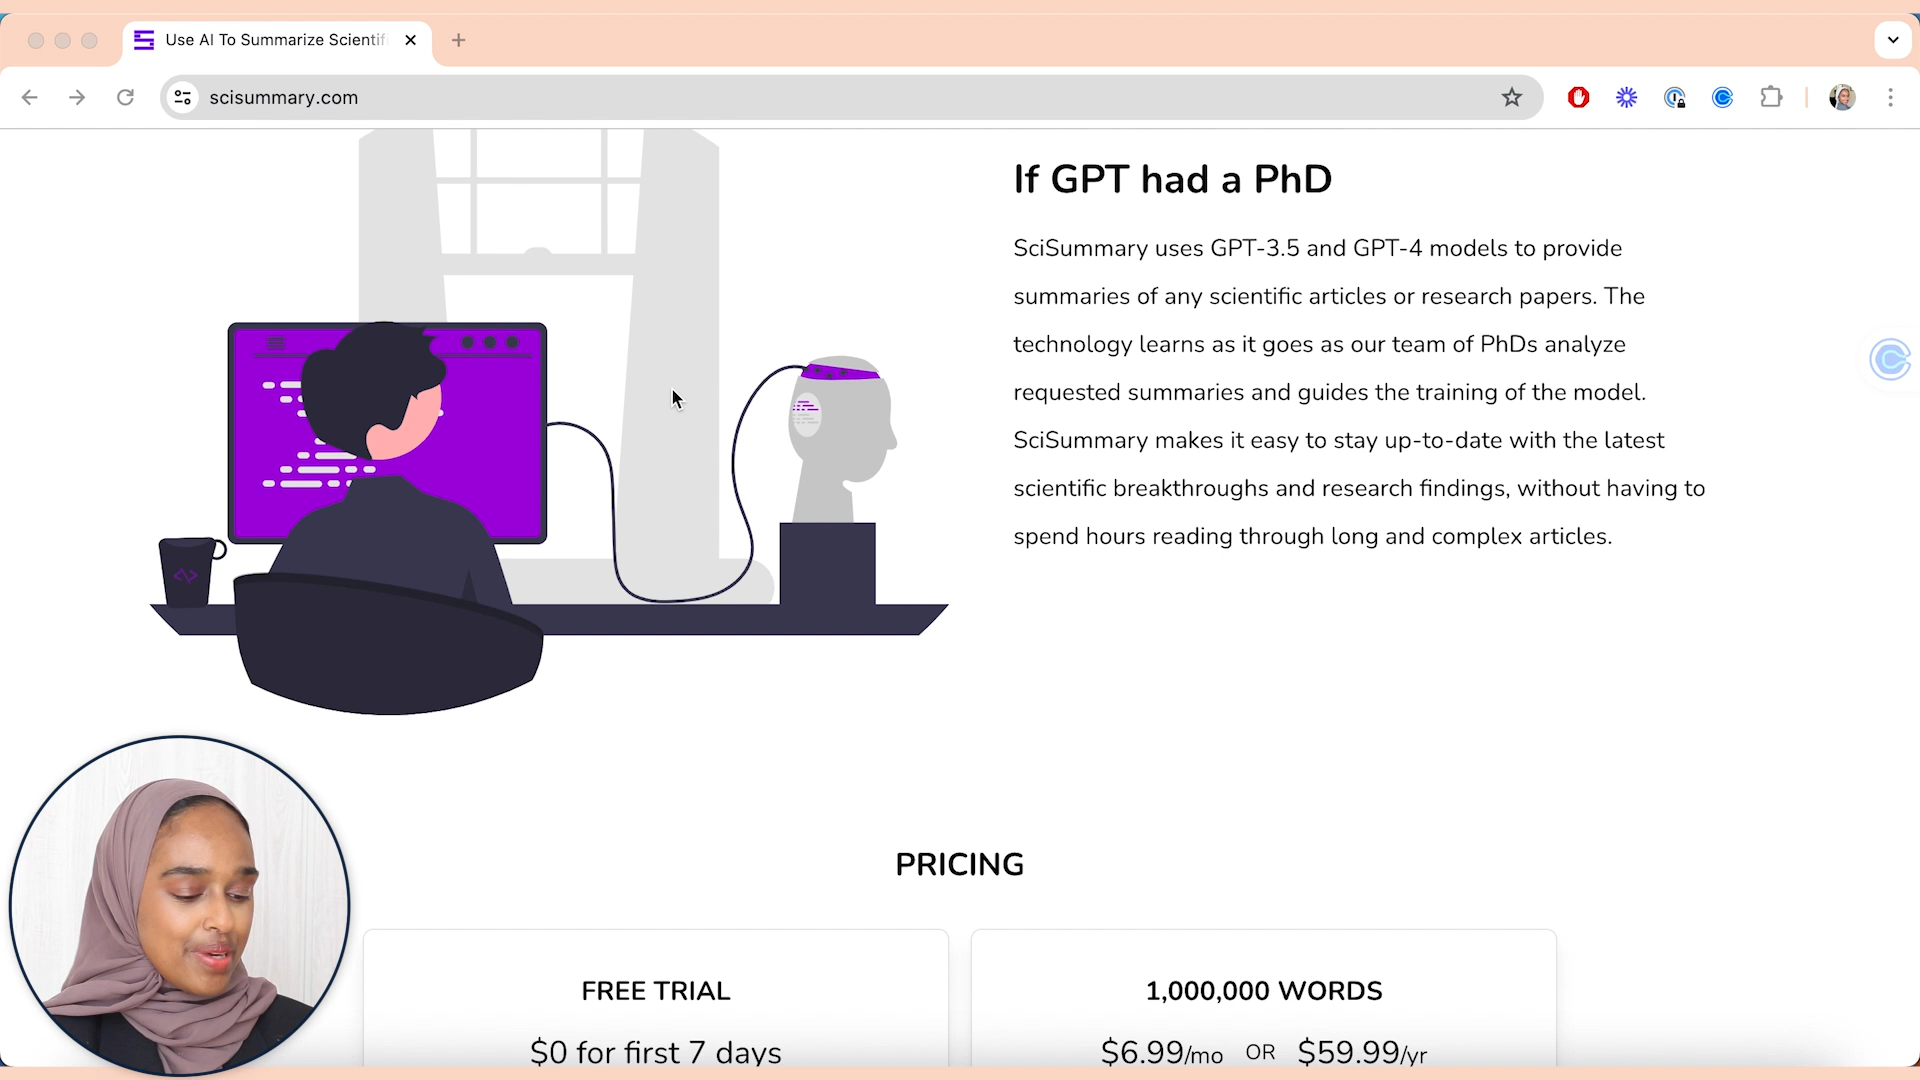 Use AI To Summarize Scientifi
scisummary.com
If GPT had a PhD
SciSummary uses GPT-3.5 and GPT-4 models to provide
summaries of any scientific articles or research papers. The
technology learns as it goes as our team of PhDs analyze
requested summaries and guides the training of the model.
SciSummary makes it easy to stay up-to-date with the latest
scientific breakthroughs and research findings, without having to
spend hours reading through long and complex articles.
</>
PRICING
FREE TRIAL
$0 for first 7 days
1,000,000 WORDS
$6.99/mo OR $59.99/yr